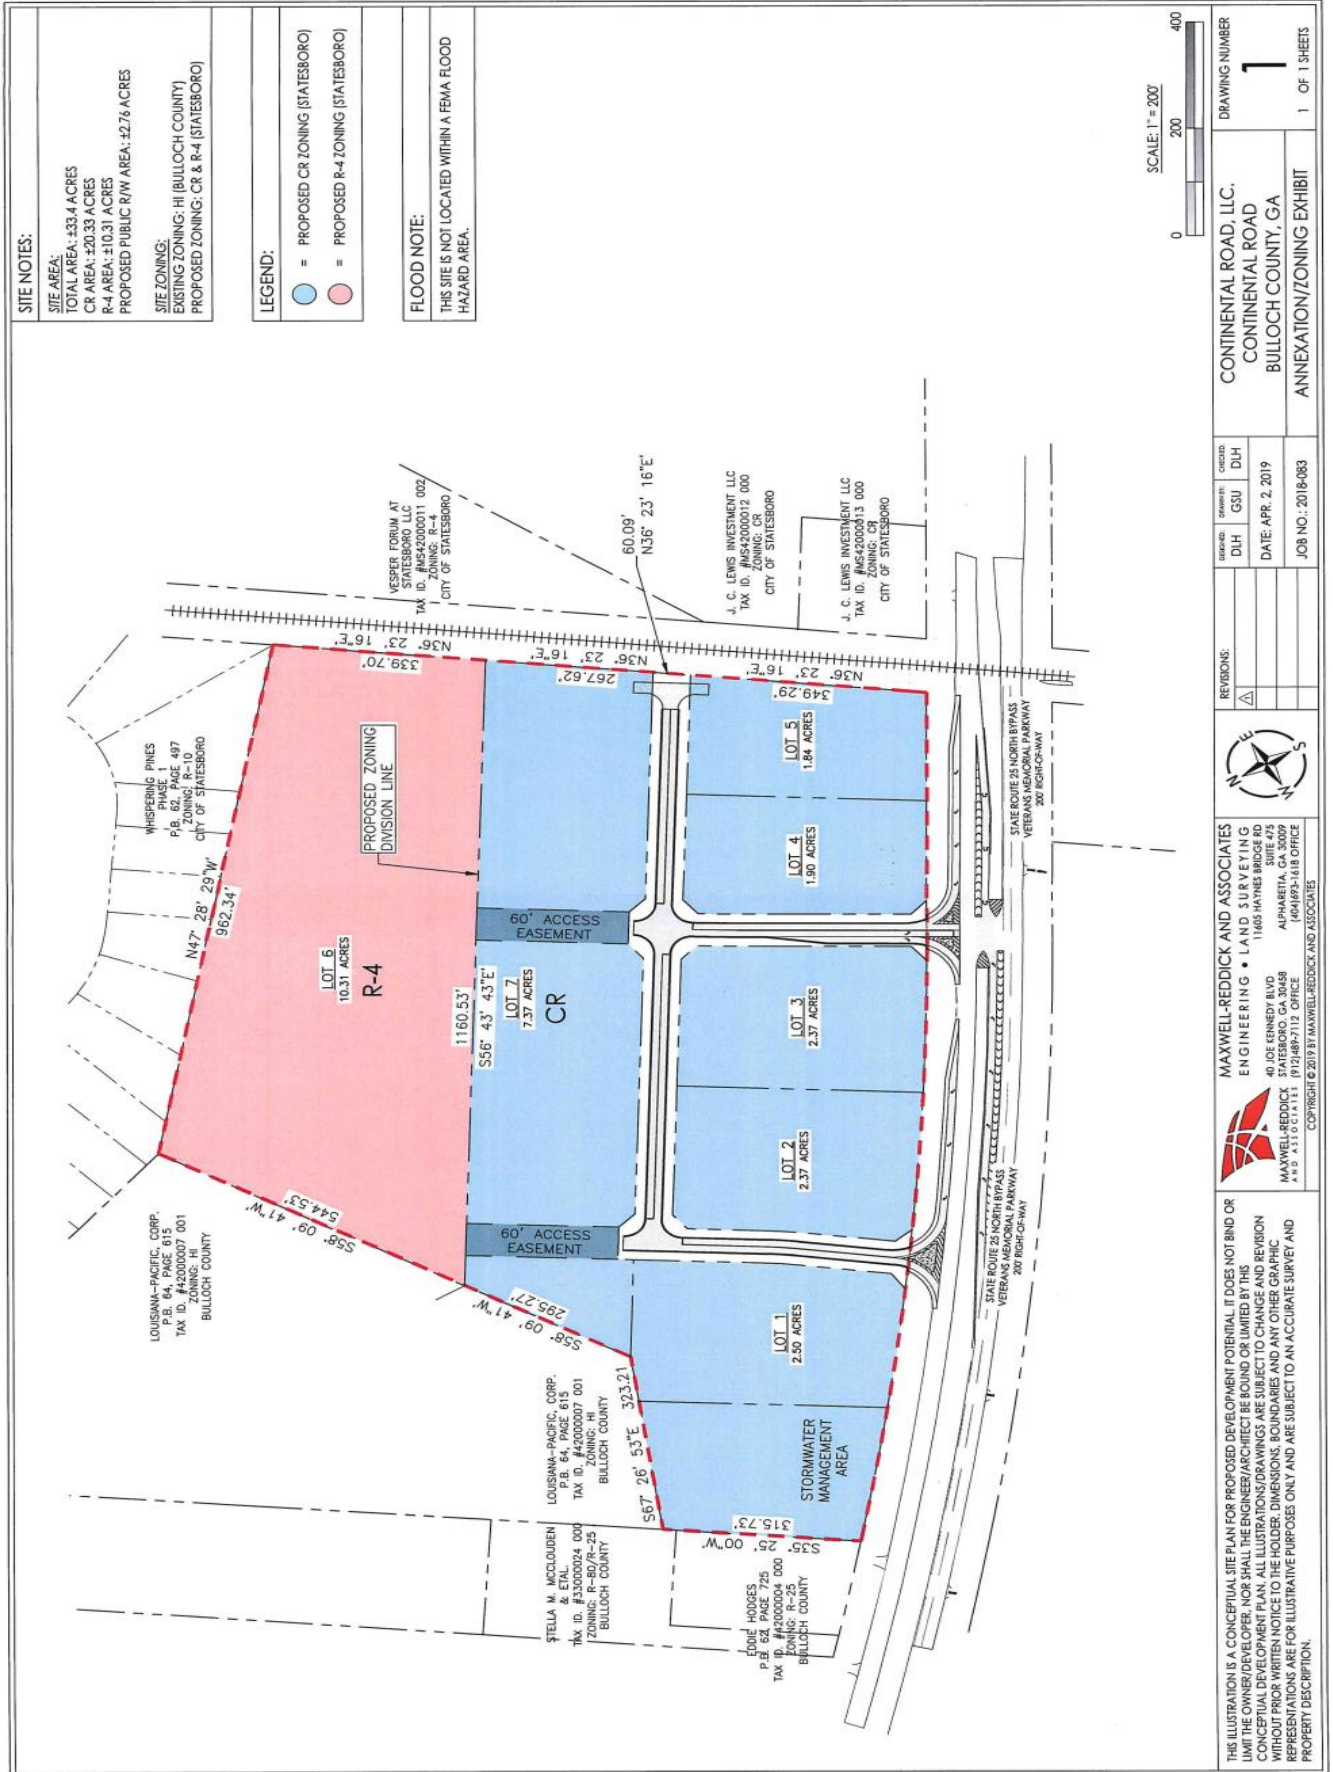 SITE NOTES:
SITE AREA:
TOTAL AREA: ±33.4 ACRES
CR AREA: ±20.33 ACRES
R-4 AREA: ±10.31 ACRES
PROPOSED PUBLIC R/W AREA: ±2.76 ACRES
SITE ZONING:
EXISTING ZONING: HI (BULLOCH COUNTY)
PROPOSED ZONING: CR & R-4 (STATESBORO)
LEGEND:
= PROPOSED CR ZONING (STATESBORO)
= PROPOSED R-4 ZONING (STATESBORO)
FLOOD NOTE:
THIS SITE IS NOT LOCATED WITHIN A FEMA FLOOD
HAZARD AREA.
WHISPERING PINES
PHASE 1
P.B. 62, PAGE 497
ZONING: R-10
CITY OF STATESBORO
VESPER FORUM AT
STATESBORO LLC
TAX ID. #MS42000011 002
ZONING: R-4
CITY OF STATESBORO
LOUISIANA-PACIFIC, CORP.
P.B. 64, PAGE 615
TAX ID. #42000007 001
ZONING: HI
BULLOCH COUNTY
N47° 28' 29"W
962.34'
N36° 23' 16"E
339.70'
S58° 09' 41"W
544.53'
LOT 6
10.31 ACRES
R-4
PROPOSED ZONING
DIVISION LINE
1160.53'
S56° 43' 43"E
LOT 7
7.37 ACRES
CR
60' ACCESS
EASEMENT
60' ACCESS
EASEMENT
N36° 23' 16"E
267.62'
60.09'
N36° 23' 16"E
S58° 09' 41"W
295.27'
LOUISIANA-PACIFIC, CORP.
P.B. 64, PAGE 615
TAX ID. #42000007 001
ZONING: HI
BULLOCH COUNTY
STELLA M. MCCLOUDEN
& ETAL.
TAX ID. #33000024 000
ZONING: R-80/R-25
BULLOCH COUNTY
S67° 26' 53"E 323.21
S35° 25' 00"W
315.73'
EDDIE HODGES
P.B. 62, PAGE 725
TAX ID. #42000004 000
ZONING: R-25
BULLOCH COUNTY
STORMWATER
MANAGEMENT
AREA
LOT 1
2.50 ACRES
LOT 2
2.37 ACRES
LOT 3
2.37 ACRES
LOT 4
1.90 ACRES
LOT 5
1.84 ACRES
N36° 23' 16"E
349.29'
J. C. LEWIS INVESTMENT LLC
TAX ID. #MS42000012 000
ZONING: CR
CITY OF STATESBORO
J. C. LEWIS INVESTMENT LLC
TAX ID. #MS42000013 000
ZONING: CR
CITY OF STATESBORO
STATE ROUTE 25 NORTH BYPASS
VETERANS MEMORIAL PARKWAY
200' RIGHT-OF-WAY
STATE ROUTE 25 NORTH BYPASS
VETERANS MEMORIAL PARKWAY
200' RIGHT-OF-WAY
SCALE: 1" = 200'
0 200 400
THIS ILLUSTRATION IS A CONCEPTUAL SITE PLAN FOR PROPOSED DEVELOPMENT POTENTIAL. IT DOES NOT BIND OR
LIMIT THE OWNER/DEVELOPER, NOR SHALL THE ENGINEER/ARCHITECT BE BOUND OR LIMITED BY THIS
CONCEPTUAL DEVELOPMENT PLAN. ALL ILLUSTRATIONS/DRAWINGS ARE SUBJECT TO CHANGE AND REVISION
WITHOUT PRIOR WRITTEN NOTICE TO THE HOLDER. DIMENSIONS, BOUNDARIES AND ANY OTHER GRAPHIC
REPRESENTATIONS ARE FOR ILLUSTRATIVE PURPOSES ONLY AND ARE SUBJECT TO AN ACCURATE SURVEY AND
PROPERTY DESCRIPTION.
MAXWELL-REDDICK
AND ASSOCIATES
MAXWELL-REDDICK AND ASSOCIATES
ENGINEERING • LAND SURVEYING
40 JOE KENNEDY BLVD
STATESBORO, GA 30458
(912)489-7112 OFFICE
11605 HAYNES BRIDGE RD
SUITE 475
ALPHARETTA, GA 30009
(404)693-1618 OFFICE
COPYRIGHT © 2019 BY MAXWELL-REDDICK AND ASSOCIATES
N
E
S
W
REVISIONS:
DESIGNED: DLH
DRAWN BY: GSU
CHECKED: DLH
DATE: APR. 2, 2019
JOB NO.: 2018-083
CONTINENTAL ROAD, LLC.
CONTINENTAL ROAD
BULLOCH COUNTY, GA
ANNEXATION/ZONING EXHIBIT
DRAWING NUMBER
1
1 OF 1 SHEETS